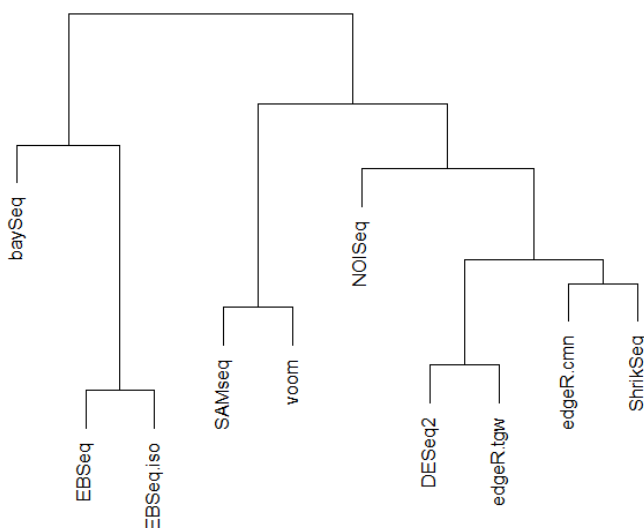 baySeq
EBSeq
EBSeq.iso
SAMseq
voom
NOISeq
DESeq2
edgeR.tgw
edgeR.cmn
ShrikSeq